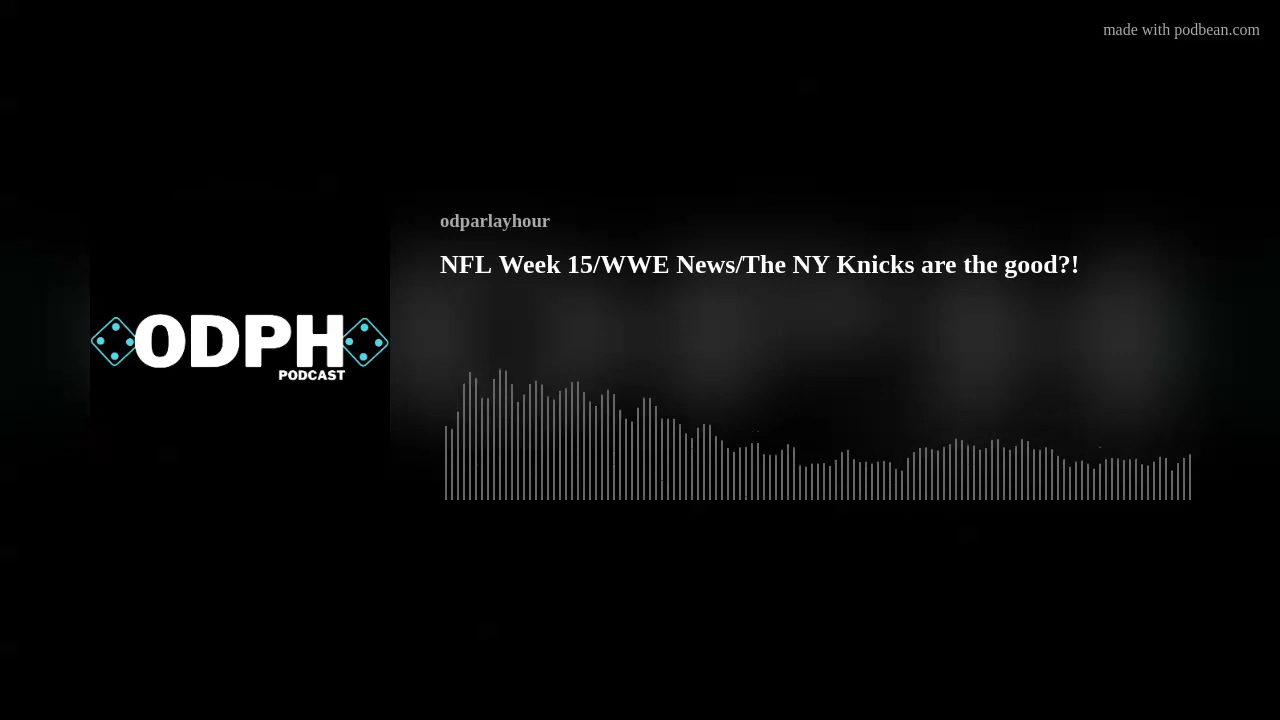 made with podbean.com
odparlayhour
NFL Week 15/WWE News/The NY Knicks are the good?!
ODPH
PODCAST